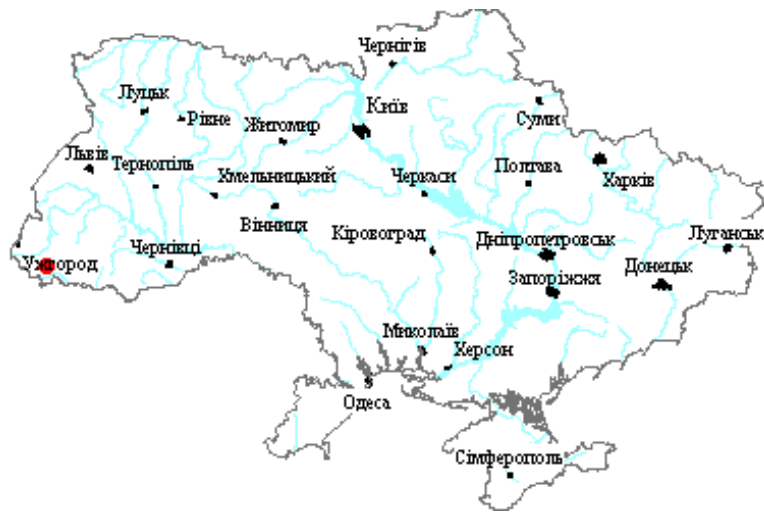 Чернігів
Луцьк
Київ
Рівне
Суми
Житомир
Львів
Тернопіль
Хмельницький
Черкаси
Полтава
Харків
Вінниця
Кіровоград
Дніпропетровськ
Луганськ
Чернівці
Ужгород
Донецьк
Запоріжжя
Миколаїв
Херсон
Одеса
Сімферополь